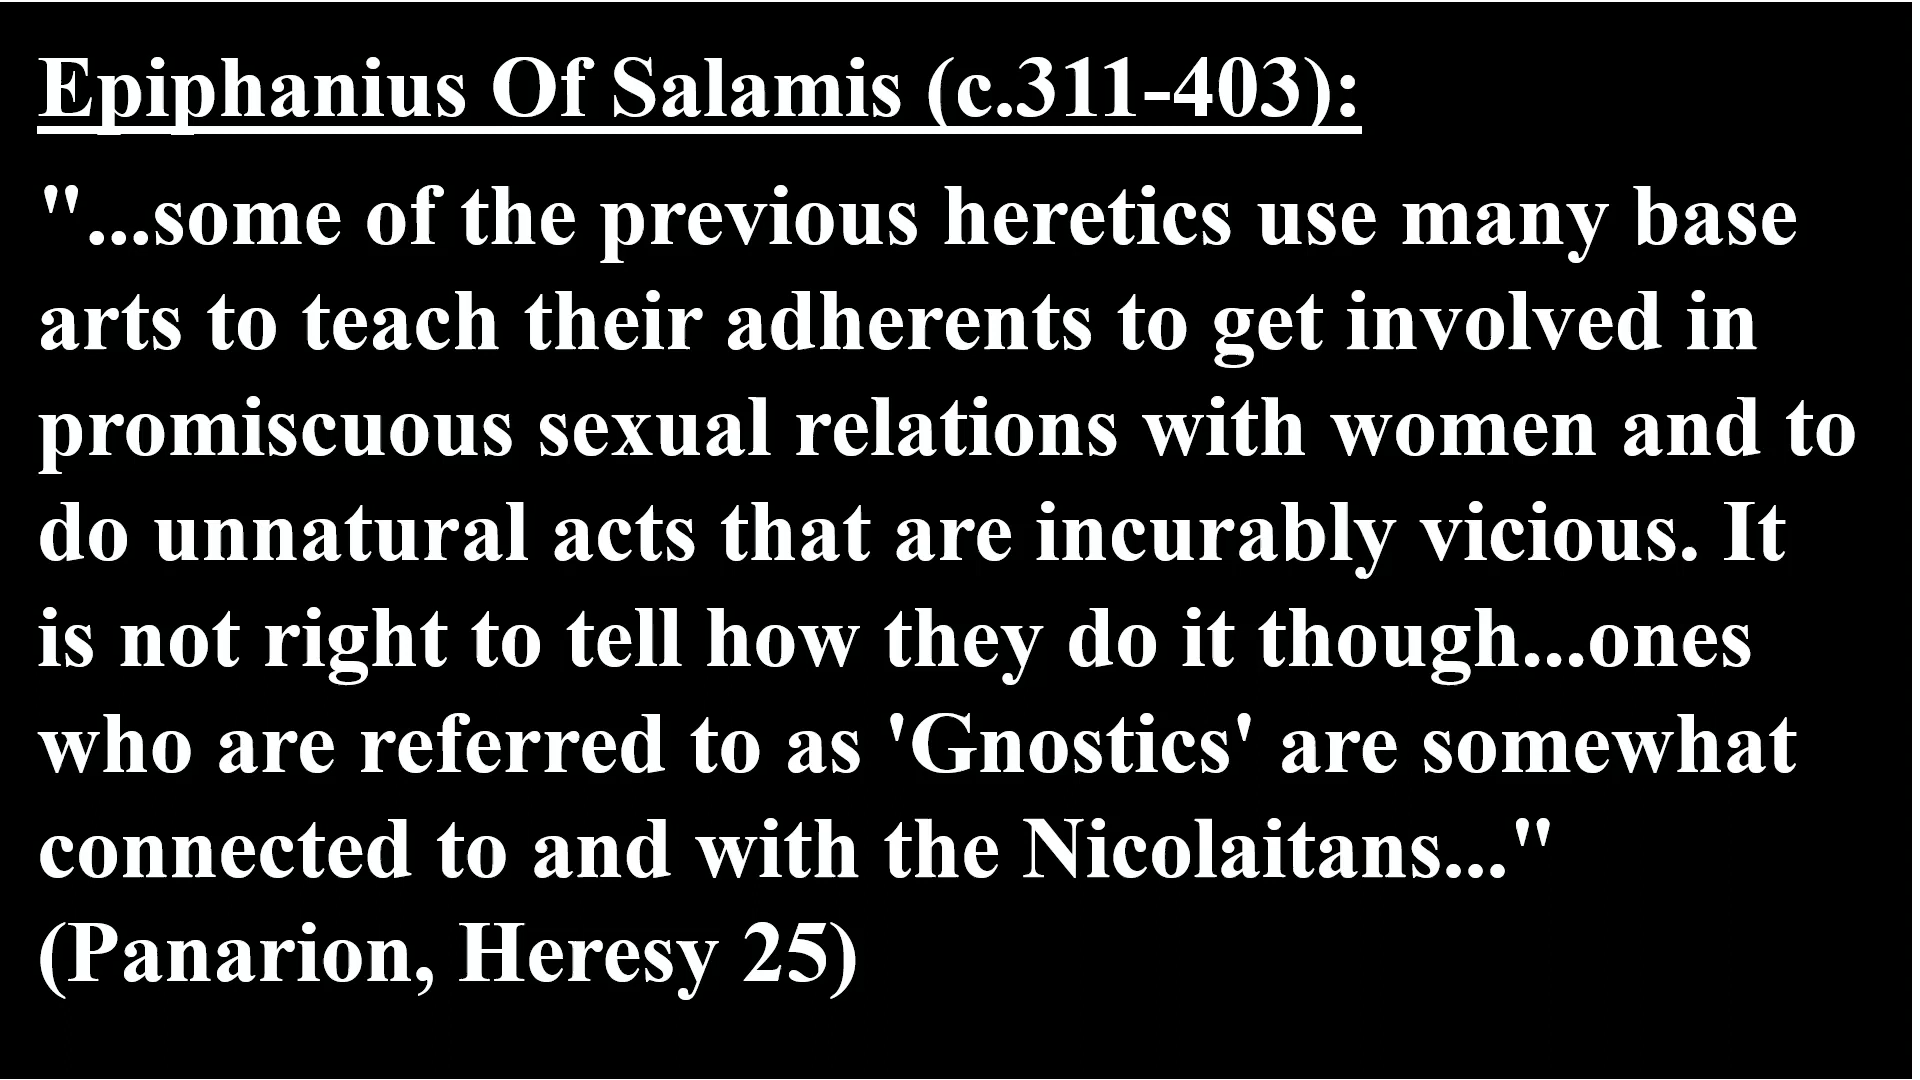 Epiphanius Of Salamis (c.311-403):
"...some of the previous heretics use many base
arts to teach their adherents to get involved in
promiscuous sexual relations with women and to
do unnatural acts that are incurably vicious. It
is not right to tell how they do it though...ones
who are referred to as 'Gnostics' are somewhat
connected to and with the Nicolaitans..."
(Panarion, Heresy 25)